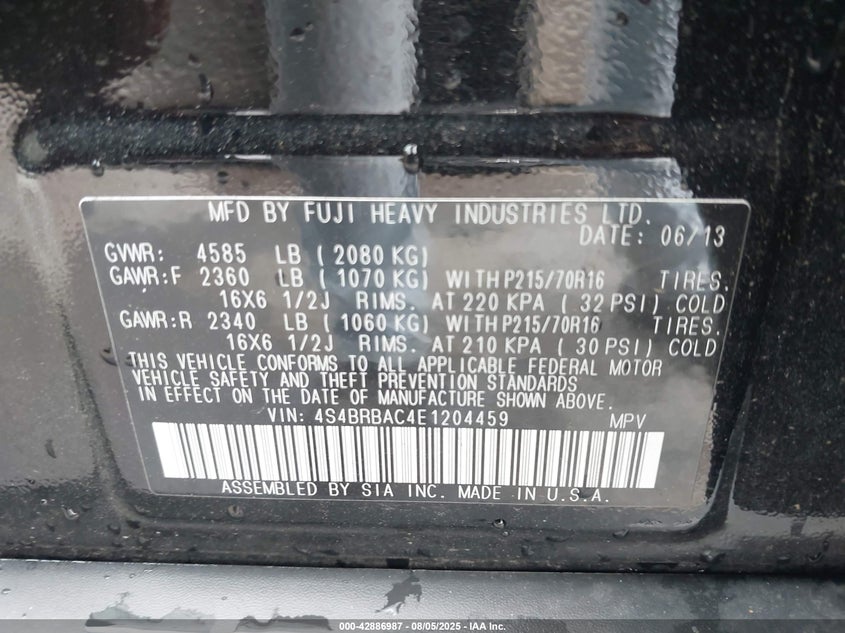 MFD BY FUJI HEAVY INDUSTRIES LTD.
DATE: 06/13
GVWR: 4585 LB ( 2080 KG)
GAWR:F 2360 LB ( 1070 KG) WITH P215/70R16 TIRES.
16X6 1/2J RIMS. AT 220 KPA ( 32 PSI) COLD
GAWR:R 2340 LB ( 1060 KG) WITH P215/70R16 TIRES.
16X6 1/2J RIMS. AT 210 KPA ( 30 PSI) COLD
THIS VEHICLE CONFORMS TO ALL APPLICABLE FEDERAL MOTOR
VEHICLE SAFETY AND THEFT PREVENTION STANDARDS
IN EFFECT ON THE DATE OF MANUFACTURE SHOWN ABOVE.
VIN: 4S4BRBAC4E1204459 MPV
ASSEMBLED BY SIA INC. MADE IN U.S.A.
000-42886987 - 08/05/2025 - IAA Inc.